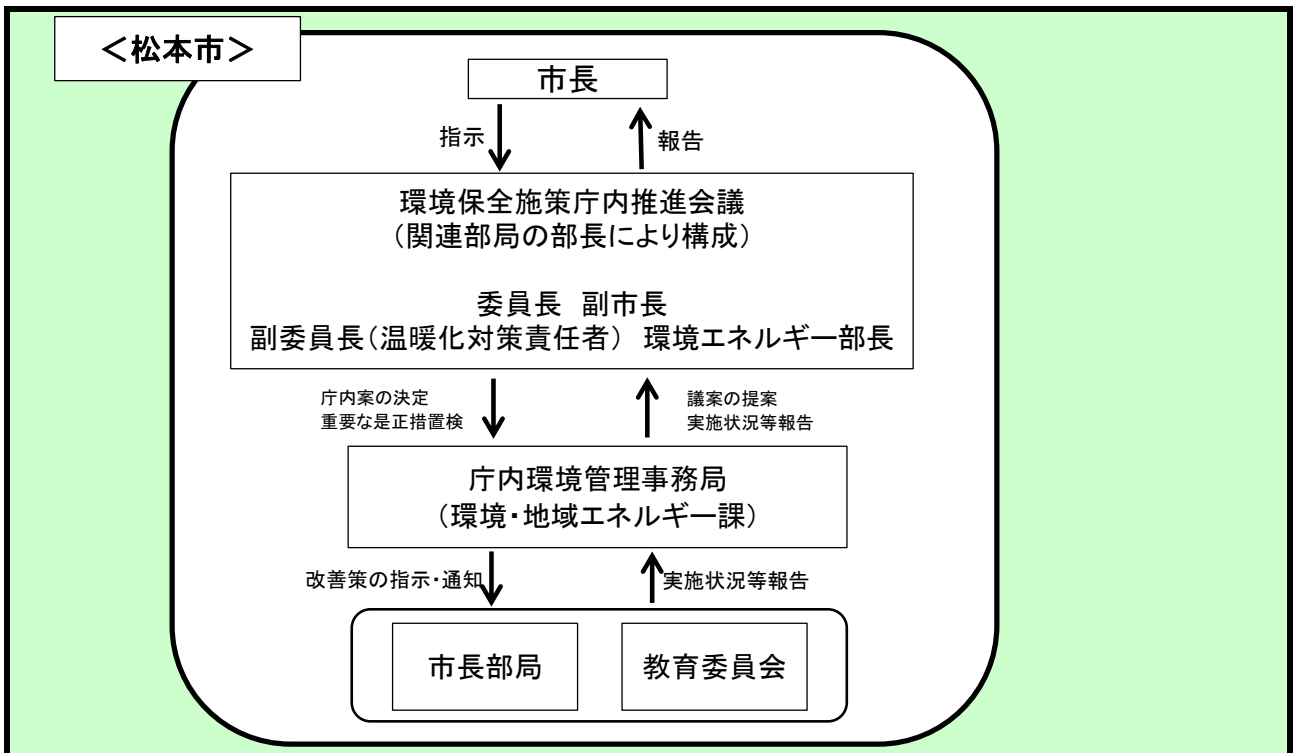 ＜松本市＞
市長
指示
報告
環境保全施策庁内推進会議
（関連部局の部長により構成）
委員長　副市長
副委員長（温暖化対策責任者）　環境エネルギー部長
庁内案の決定
重要な是正措置検
議案の提案
実施状況等報告
庁内環境管理事務局
（環境・地域エネルギー課）
改善策の指示・通知
実施状況等報告
市長部局
教育委員会